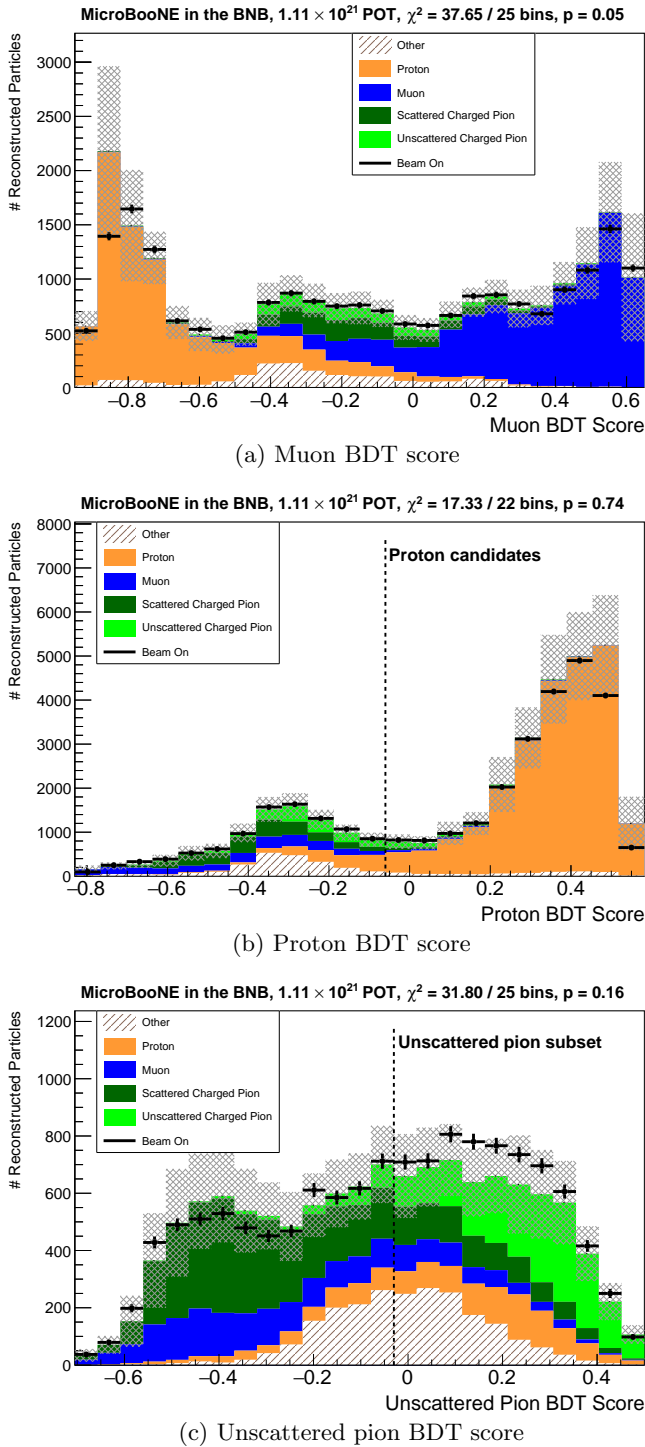 MicroBooNE in the BNB, 1.11 × 10²¹ POT, χ² = 37.65 / 25 bins, p = 0.05
# Reconstructed Particles
3000
2500
2000
1500
1000
500
0
Other
Proton
Muon
Scattered Charged Pion
Unscattered Charged Pion
Beam On
−0.8 −0.6 −0.4 −0.2 0 0.2 0.4 0.6
Muon BDT Score
(a) Muon BDT score
MicroBooNE in the BNB, 1.11 × 10²¹ POT, χ² = 17.33 / 22 bins, p = 0.74
# Reconstructed Particles
8000
7000
6000
5000
4000
3000
2000
1000
0
Other
Proton
Muon
Scattered Charged Pion
Unscattered Charged Pion
Beam On
Proton candidates
−0.8 −0.6 −0.4 −0.2 0 0.2 0.4
Proton BDT Score
(b) Proton BDT score
MicroBooNE in the BNB, 1.11 × 10²¹ POT, χ² = 31.80 / 25 bins, p = 0.16
# Reconstructed Particles
1200
1000
800
600
400
200
0
Other
Proton
Muon
Scattered Charged Pion
Unscattered Charged Pion
Beam On
Unscattered pion subset
−0.6 −0.4 −0.2 0 0.2 0.4
Unscattered Pion BDT Score
(c) Unscattered pion BDT score